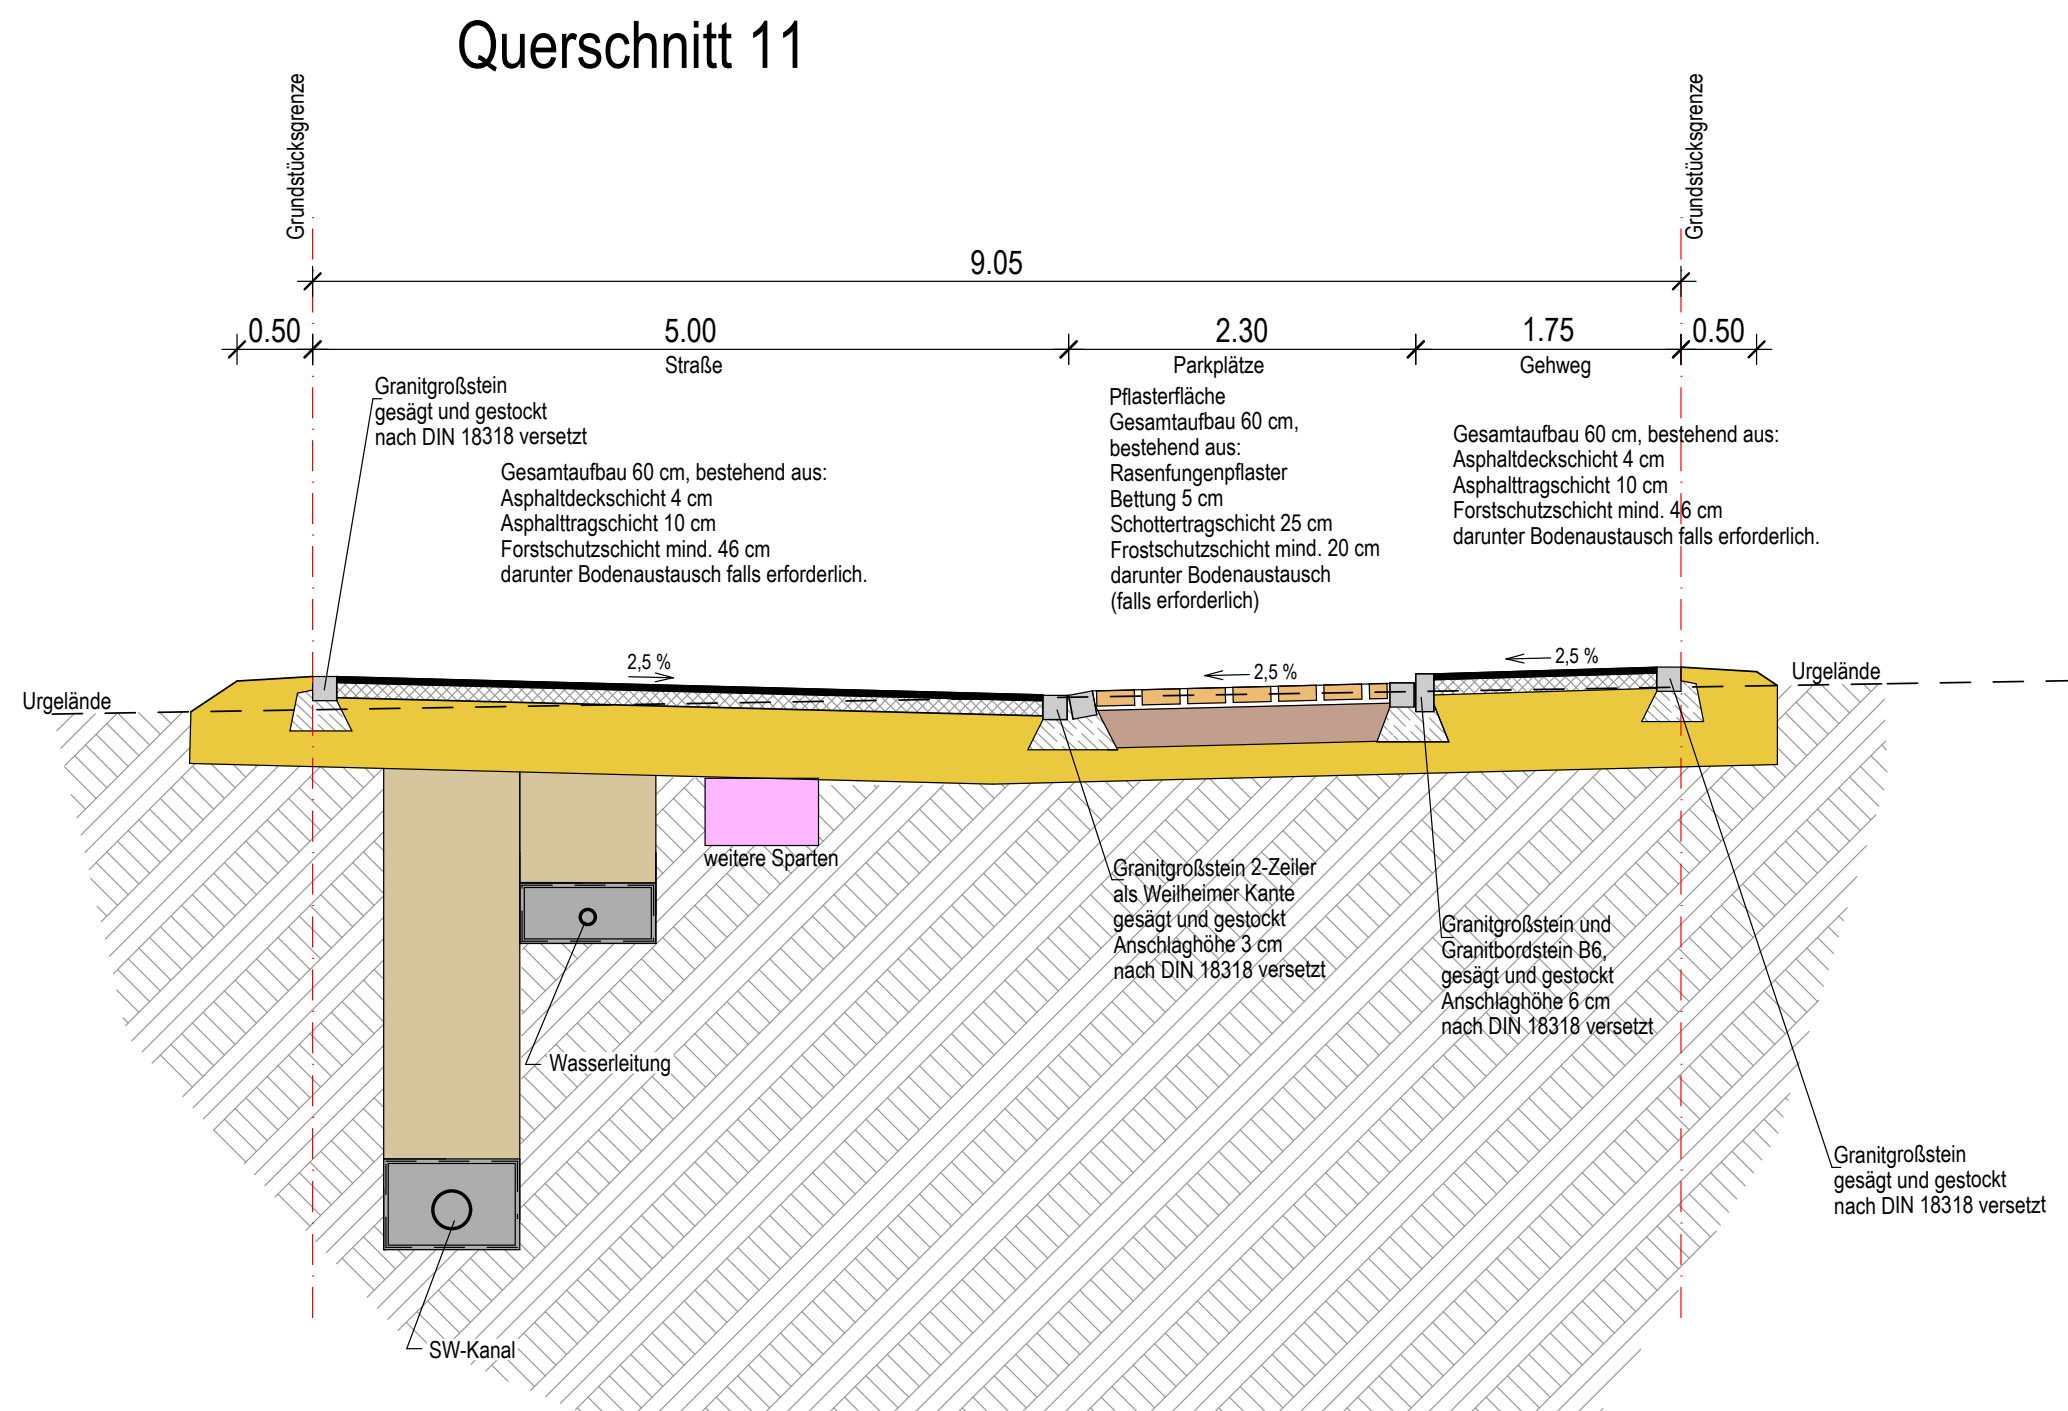 Querschnitt 11
Grundstücksgrenze
Grundstücksgrenze
9.05
0.50
5.00
2.30
1.75
0.50
Straße
Parkplätze
Gehweg
Granitgroßstein
gesägt und gestockt
nach DIN 18318 versetzt
Gesamtaufbau 60 cm, bestehend aus:
Asphaltdeckschicht 4 cm
Asphalttragschicht 10 cm
Forstschutzschicht mind. 46 cm
darunter Bodenaustausch falls erforderlich.
Pflasterfläche
Gesamtaufbau 60 cm,
bestehend aus:
Rasenfungenpflaster
Bettung 5 cm
Schottertragschicht 25 cm
Frostschutzschicht mind. 20 cm
darunter Bodenaustausch
(falls erforderlich)
Gesamtaufbau 60 cm, bestehend aus:
Asphaltdeckschicht 4 cm
Asphalttragschicht 10 cm
Forstschutzschicht mind. 46 cm
darunter Bodenaustausch falls erforderlich.
2,5 %
2,5 %
2,5 %
Urgelände
Urgelände
weitere Sparten
Granitgroßstein 2-Zeiler
als Weilheimer Kante
gesägt und gestockt
Anschlaghöhe 3 cm
nach DIN 18318 versetzt
Granitgroßstein und
Granitbordstein B6,
gesägt und gestockt
Anschlaghöhe 6 cm
nach DIN 18318 versetzt
Wasserleitung
Granitgroßstein
gesägt und gestockt
nach DIN 18318 versetzt
SW-Kanal